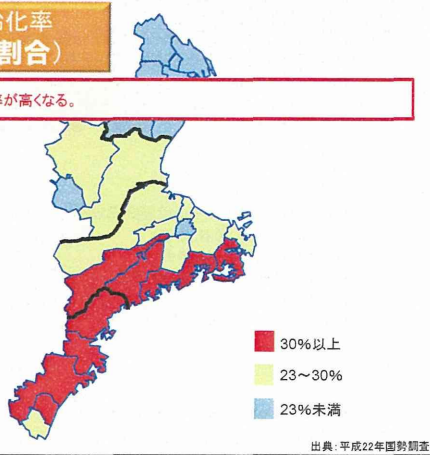 化率
割合）
率が高くなる。
30%以上
23～30%
23%未満
出典：平成22年国勢調査